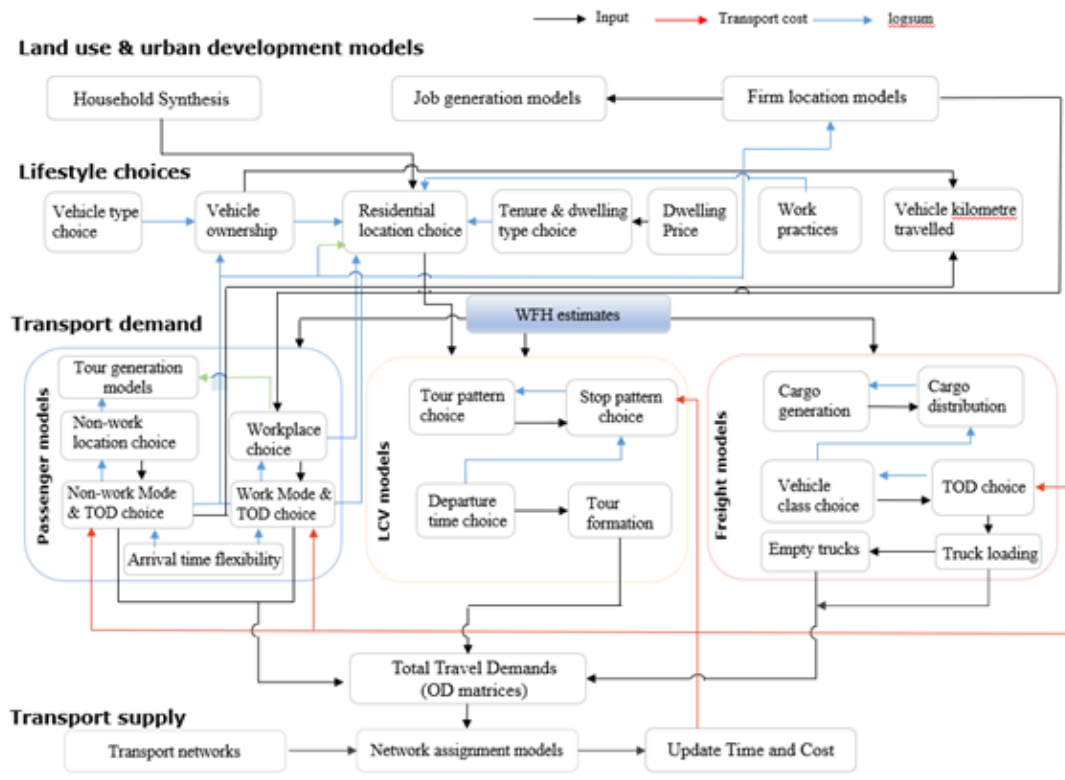 Input
Transport cost
logsum
Land use & urban development models
Household Synthesis
Job generation models
Firm location models
Lifestyle choices
Vehicle type
choice
Vehicle
ownership
Residential
location choice
Tenure & dwelling
type choice
Dwelling
Price
Work
practices
Vehicle kilometre
travelled
Transport demand
WFH estimates
Passenger models
Tour generation
models
Non-work
location choice
Workplace
choice
Non-work Mode
& TOD choice
Work Mode &
TOD choice
Arrival time flexibility
LCV models
Tour pattern
choice
Stop pattern
choice
Departure
time choice
Tour
formation
Freight models
Cargo
generation
Cargo
distribution
Vehicle
class choice
TOD choice
Empty trucks
Truck loading
Total Travel Demands
(OD matrices)
Transport supply
Transport networks
Network assignment models
Update Time and Cost